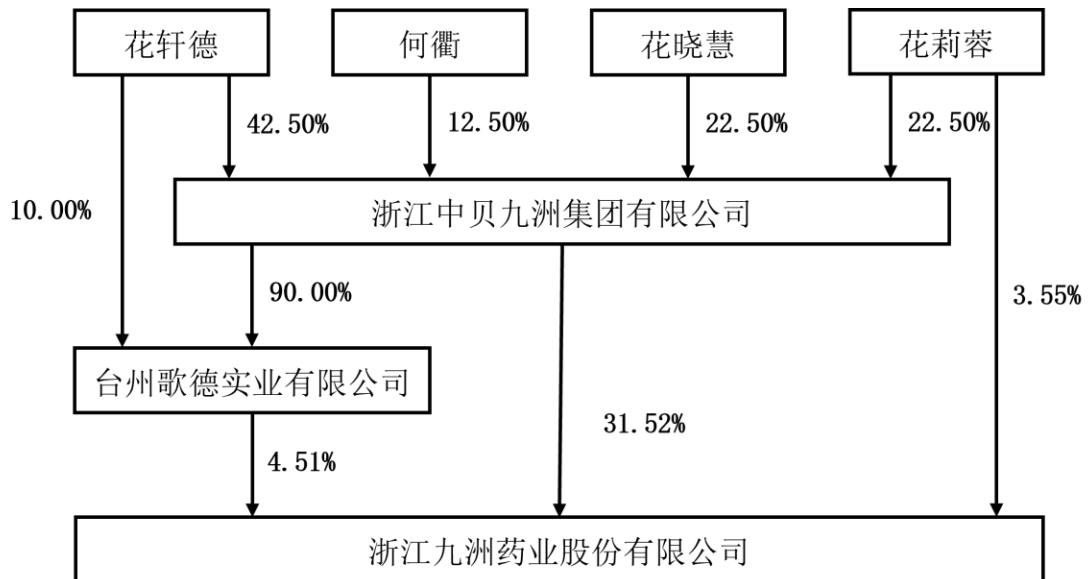 花轩德
何衢
花晓慧
花莉蓉
42.50%
12.50%
22.50%
22.50%
10.00%
浙江中贝九洲集团有限公司
90.00%
3.55%
台州歌德实业有限公司
31.52%
4.51%
浙江九洲药业股份有限公司